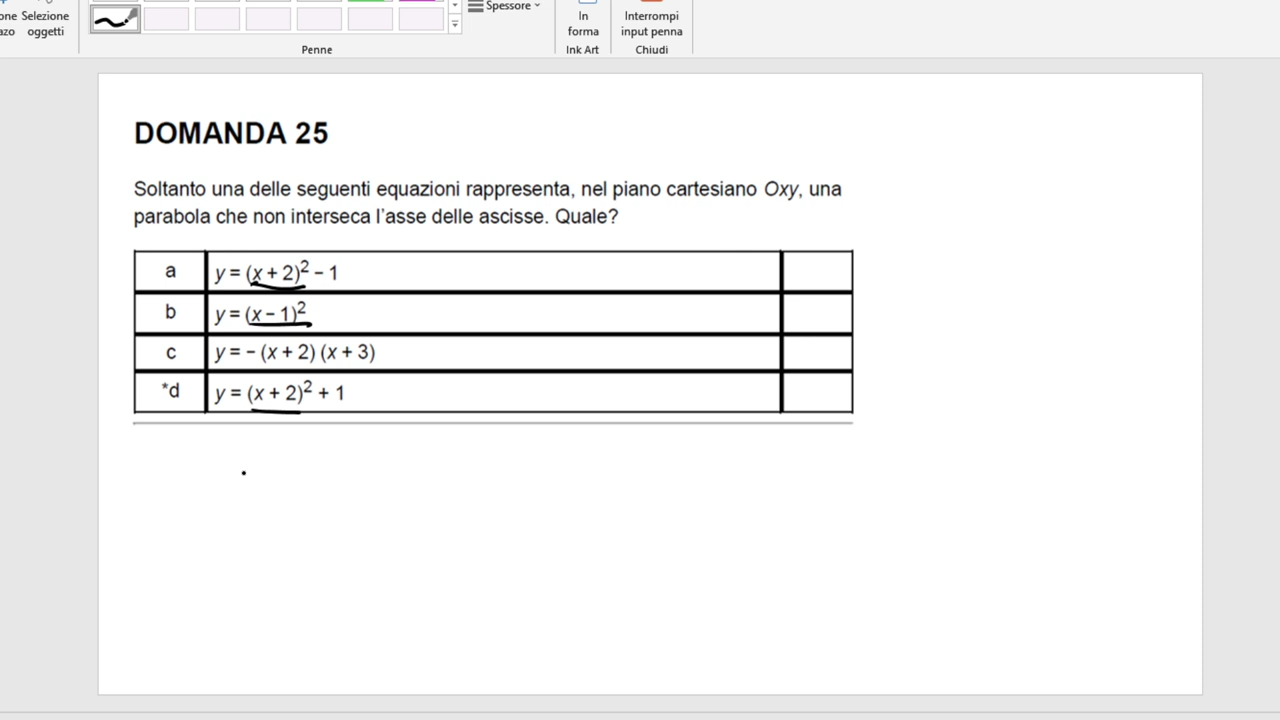 one Selezione
azo oggetti
Spessore
In
forma
Interrompi
input penna
Penne
Ink Art
Chiudi
DOMANDA 25
Soltanto una delle seguenti equazioni rappresenta, nel piano cartesiano Oxy, una
parabola che non interseca l'asse delle ascisse. Quale?
a y = (x + 2)² − 1
b y = (x − 1)²
c y = − (x + 2) (x + 3)
*d y = (x + 2)² + 1